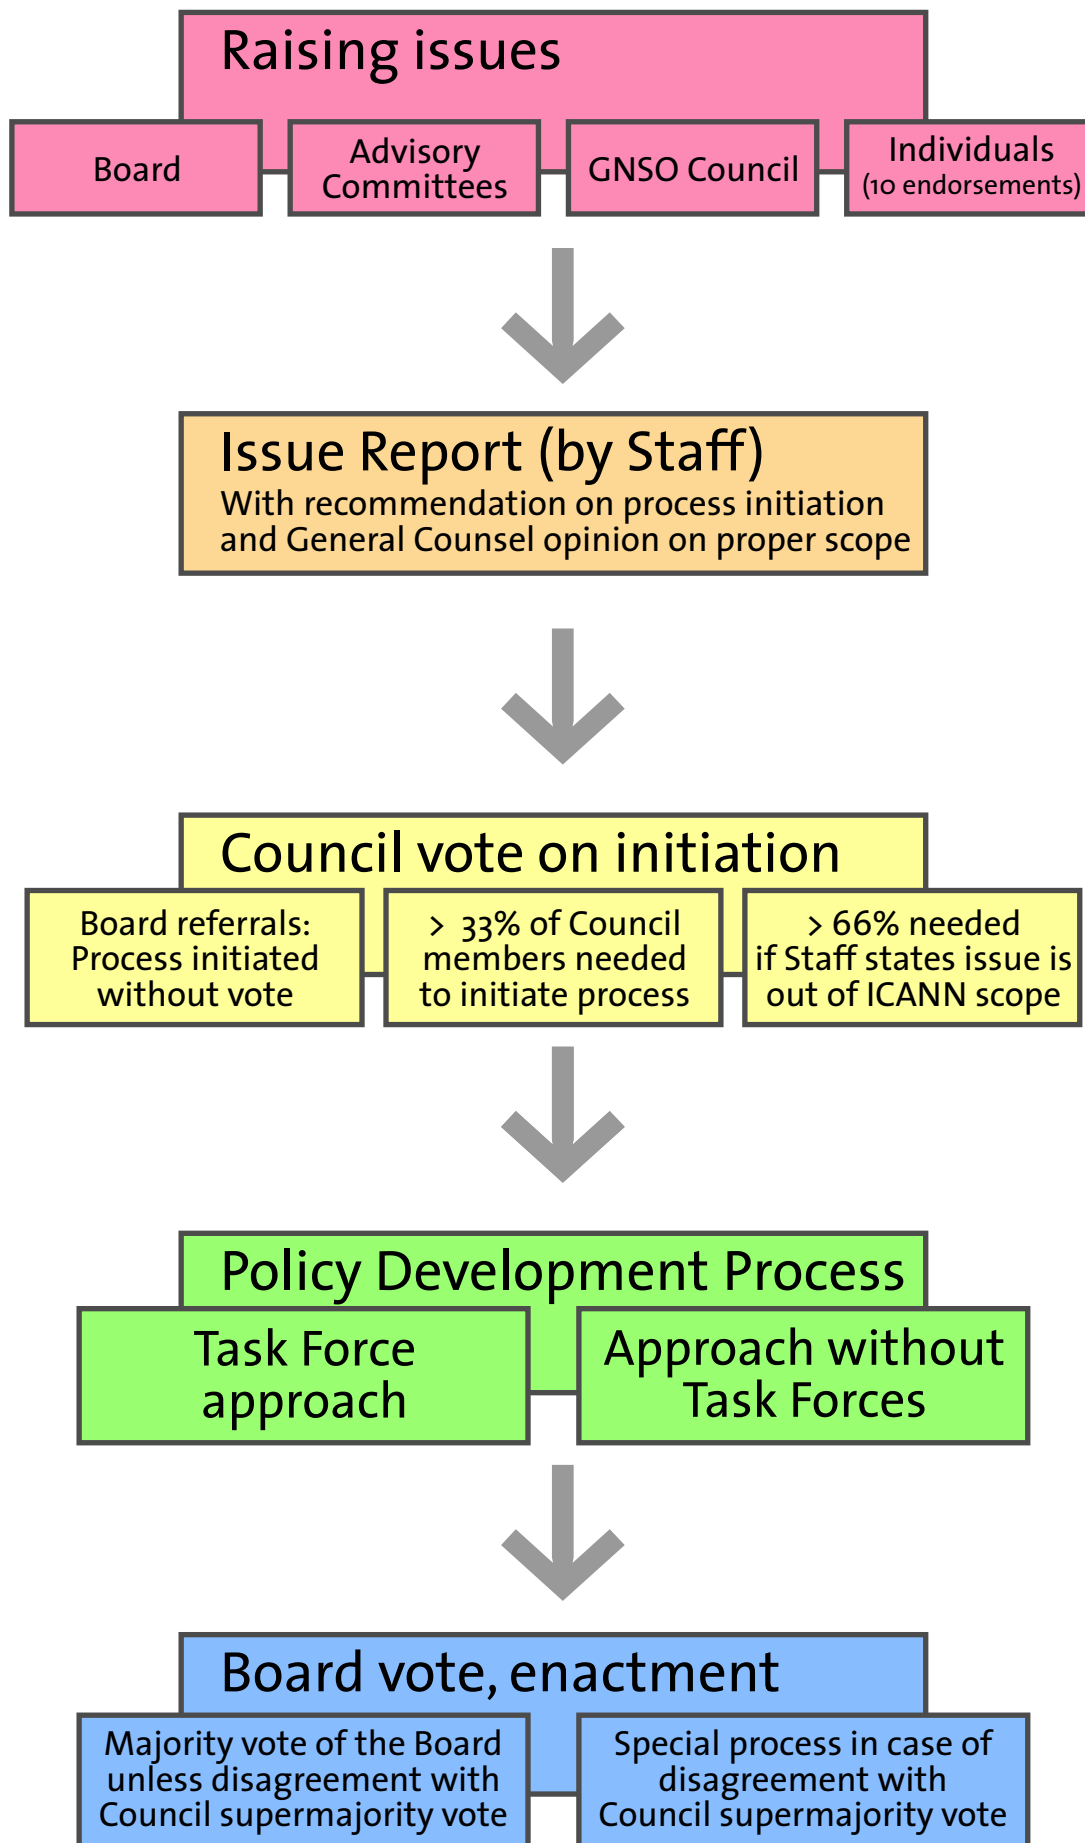 Raising issues
Board
Advisory
Committees
GNSO Council
Individuals
(10 endorsements)
Issue Report (by Staff)
With recommendation on process initiation
and General Counsel opinion on proper scope
Council vote on initiation
Board referrals:
Process initiated
without vote
> 33% of Council
members needed
to initiate process
> 66% needed
if Staff states issue is
out of ICANN scope
Policy Development Process
Task Force
approach
Approach without
Task Forces
Board vote, enactment
Majority vote of the Board
unless disagreement with
Council supermajority vote
Special process in case of
disagreement with
Council supermajority vote